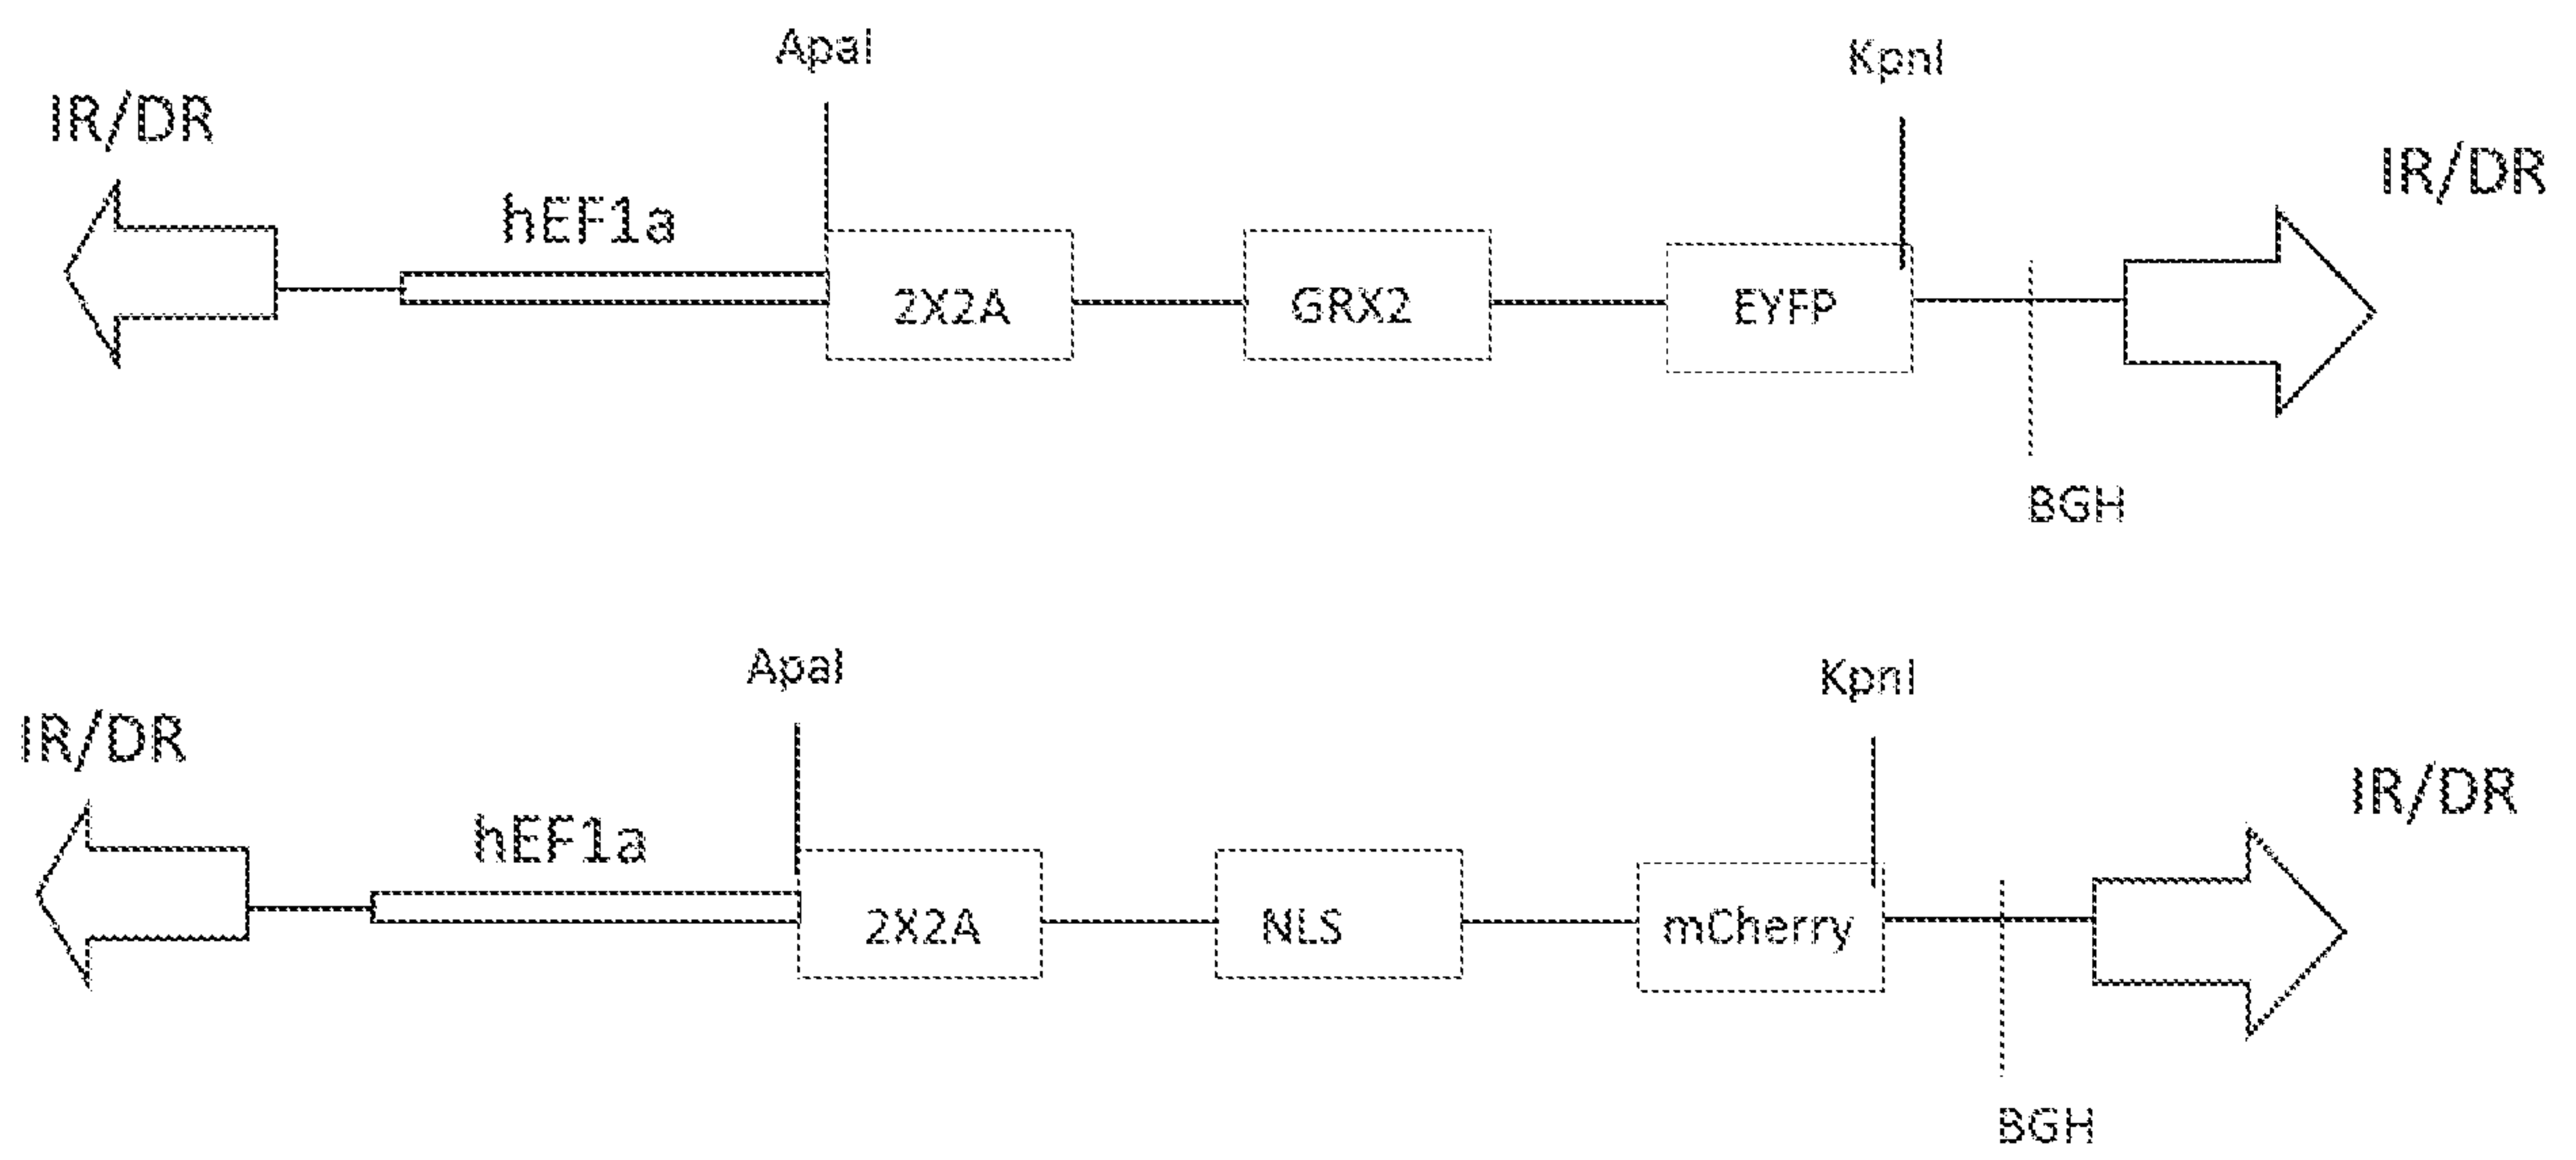 ApaI
KpnI
IR/DR
IR/DR
hEF1a
2X2A
GRX2
EYFP
BGH
ApaI
KpnI
IR/DR
IR/DR
hEF1a
2X2A
NLS
mCherry
BGH